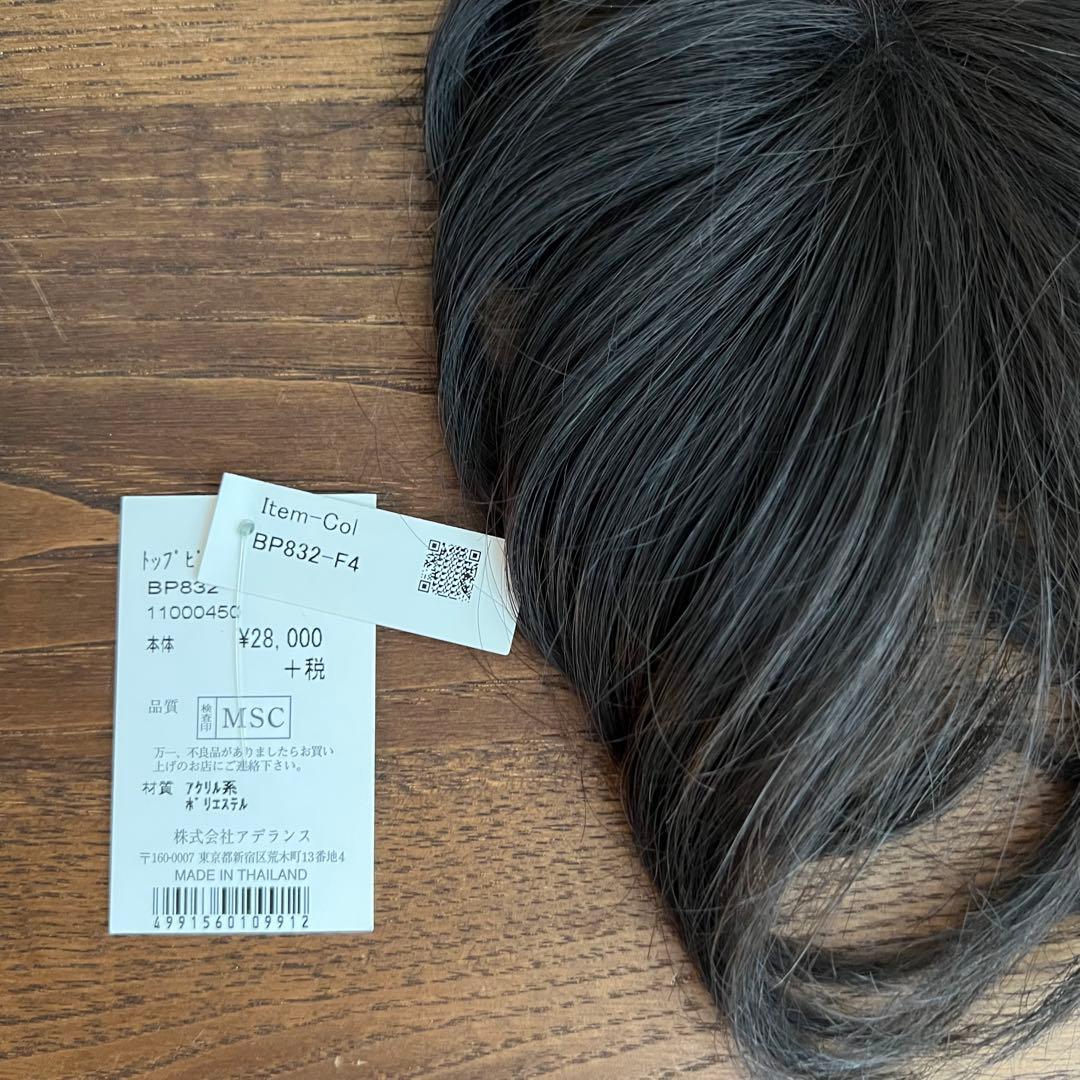 Item-Col
BP832-F4
ﾄｯﾌﾟﾋﾟ
BP832
11000450
本体 ¥28,000
+税
品質 検査印 MSC
万一、不良品がありましたらお買い
上げのお店にご連絡下さい。
材質 ｱｸﾘﾙ系
ﾎﾟﾘｴｽﾃﾙ
株式会社アデランス
〒160-0007 東京都新宿区荒木町13番地4
MADE IN THAILAND
4991560109912